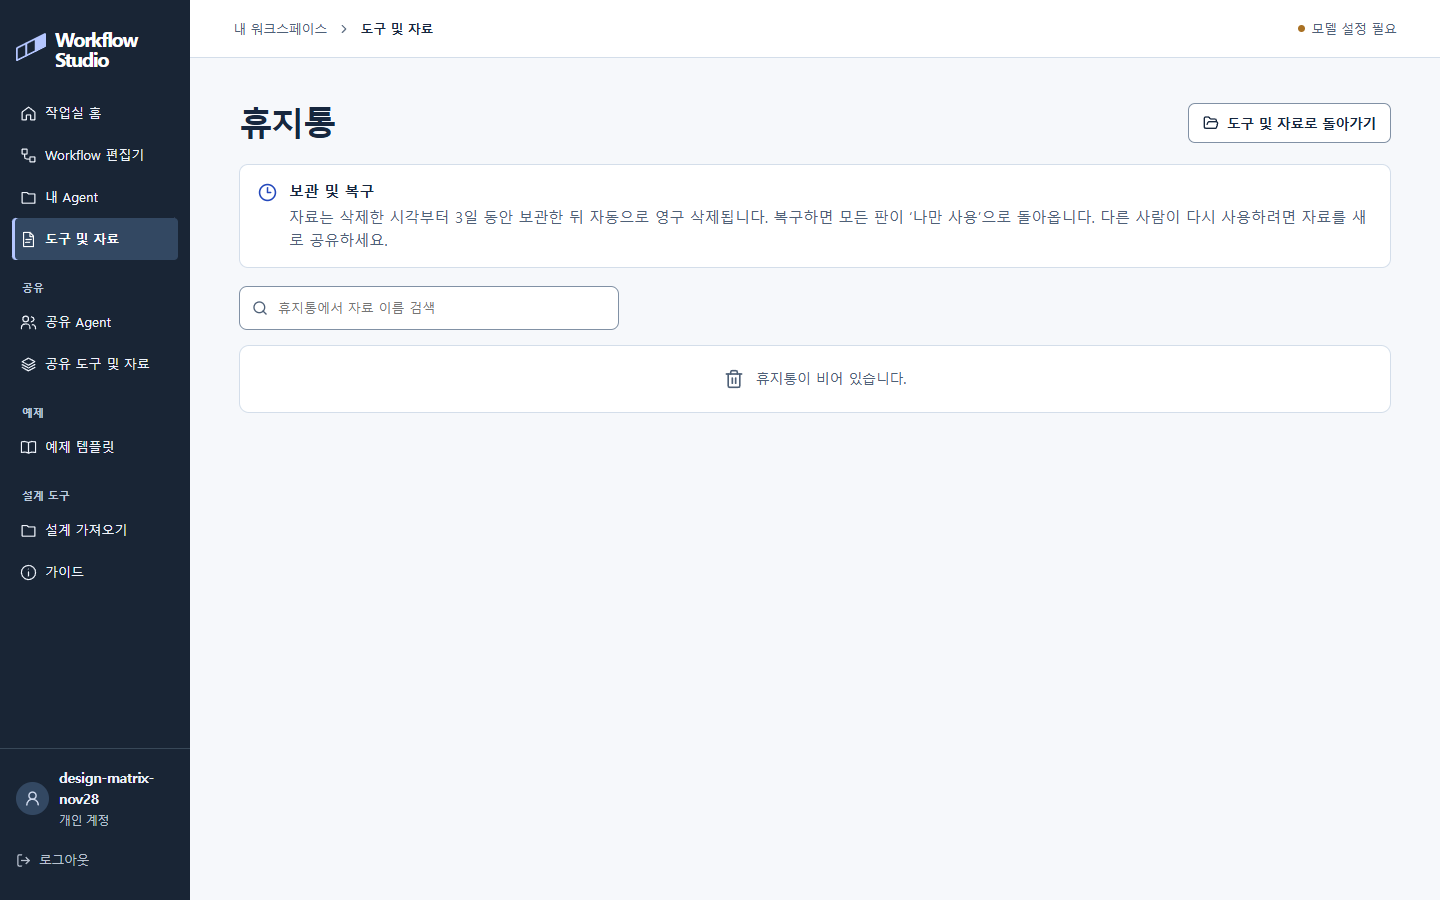 Workflow
Studio
작업실 홈
Workflow 편집기
내 Agent
도구 및 자료
공유
공유 Agent
공유 도구 및 자료
예제
예제 템플릿
설계 도구
설계 가져오기
가이드
design-matrix-
nov28
개인 계정
로그아웃
내 워크스페이스 > 도구 및 자료
모델 설정 필요
휴지통
도구 및 자료로 돌아가기
보관 및 복구
자료는 삭제한 시각부터 3일 동안 보관한 뒤 자동으로 영구 삭제됩니다. 복구하면 모든 판이 ‘나만 사용’으로 돌아옵니다. 다른 사람이 다시 사용하려면 자료를 새
로 공유하세요.
휴지통에서 자료 이름 검색
휴지통이 비어 있습니다.